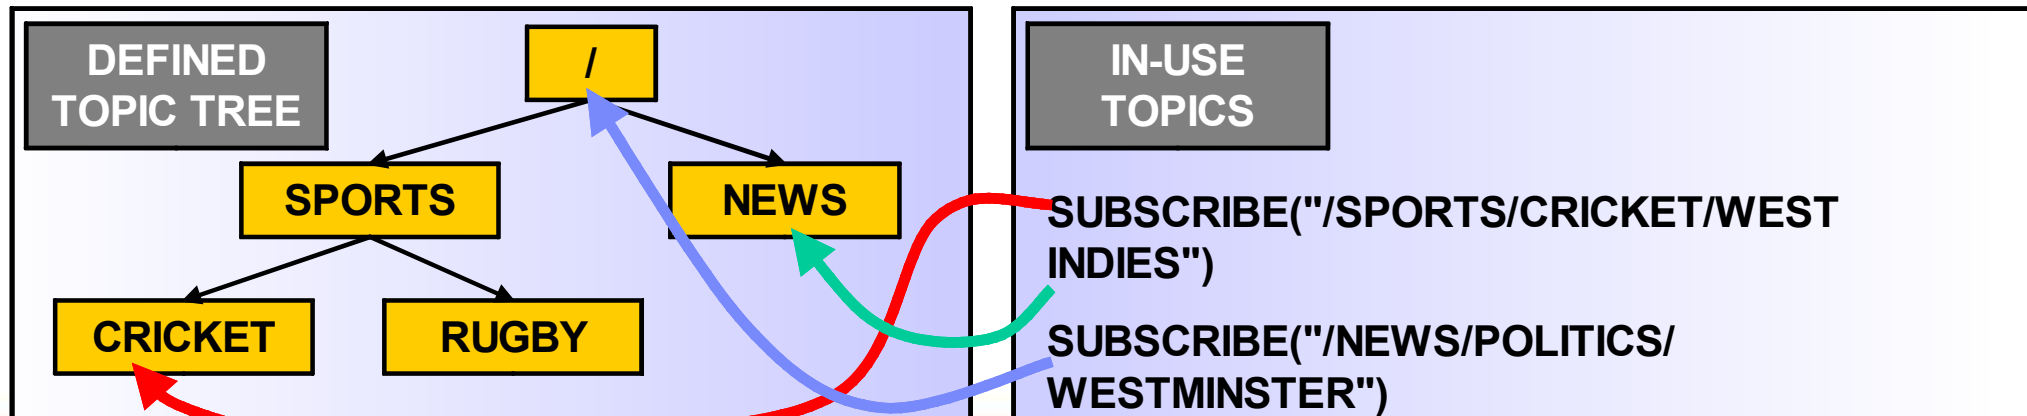 DEFINED
TOPIC TREE
/
SPORTS
NEWS
CRICKET
RUGBY
IN-USE
TOPICS
SUBSCRIBE("/SPORTS/CRICKET/WEST
INDIES")
SUBSCRIBE("/NEWS/POLITICS/
WESTMINSTER")